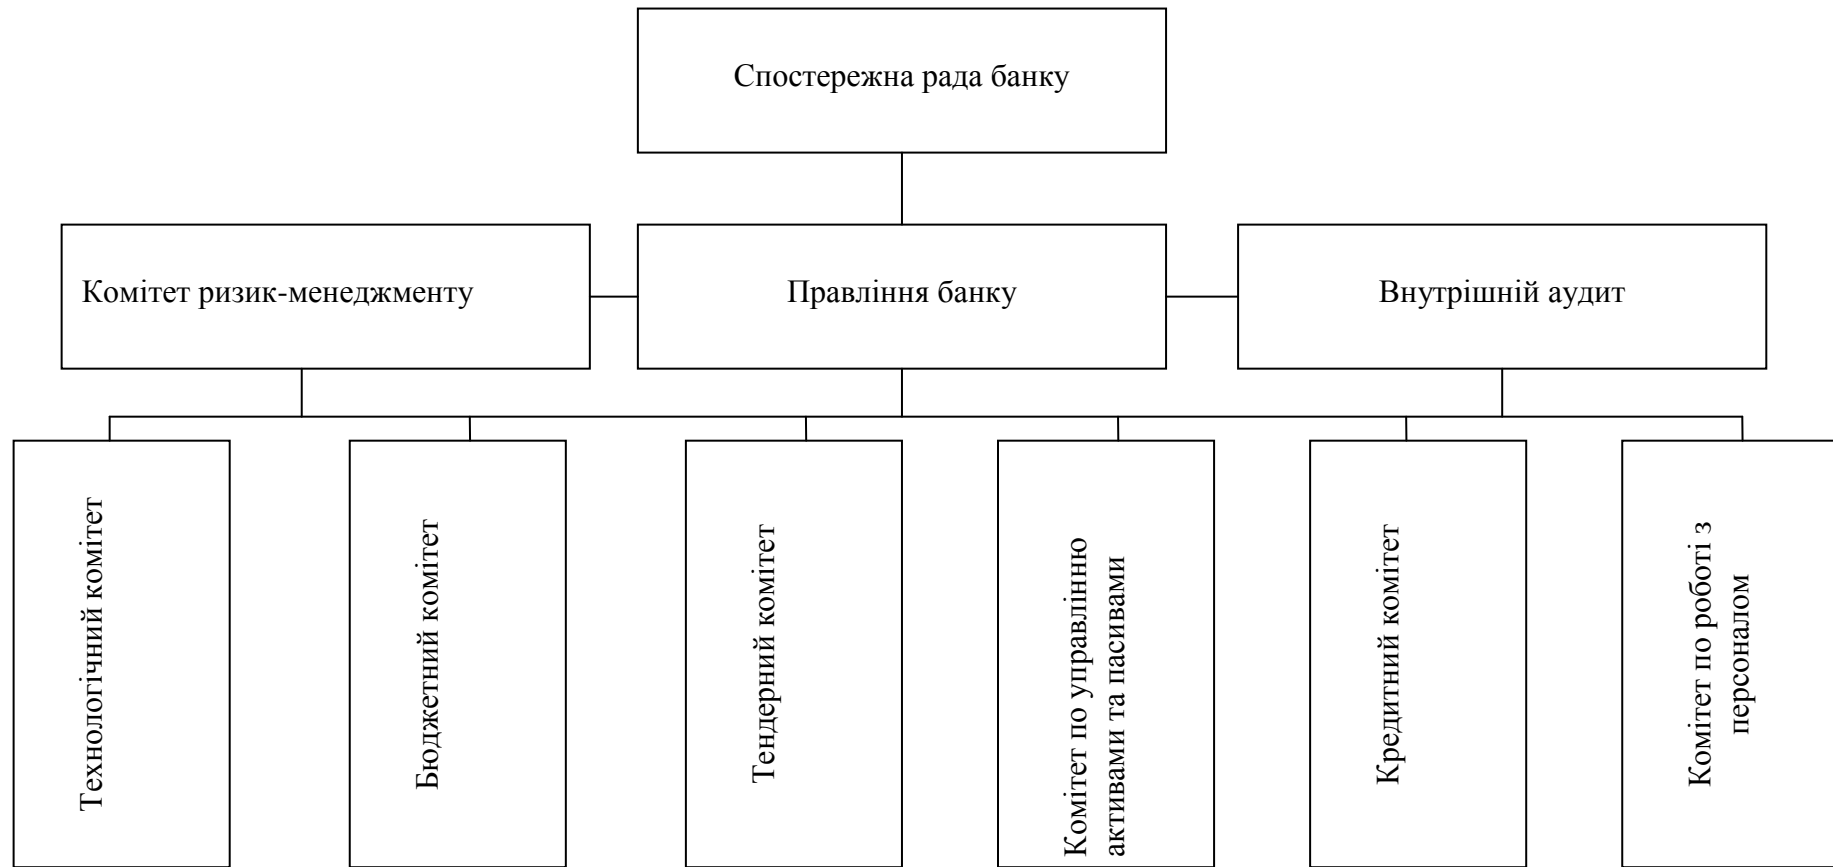 Спостережна рада банку
Комітет ризик-менеджменту
Правління банку
Внутрішній аудит
Технологічний комітет
Бюджетний комітет
Тендерний комітет
Комітет по управлінню
активами та пасивами
Кредитний комітет
Комітет по роботі з
персоналом